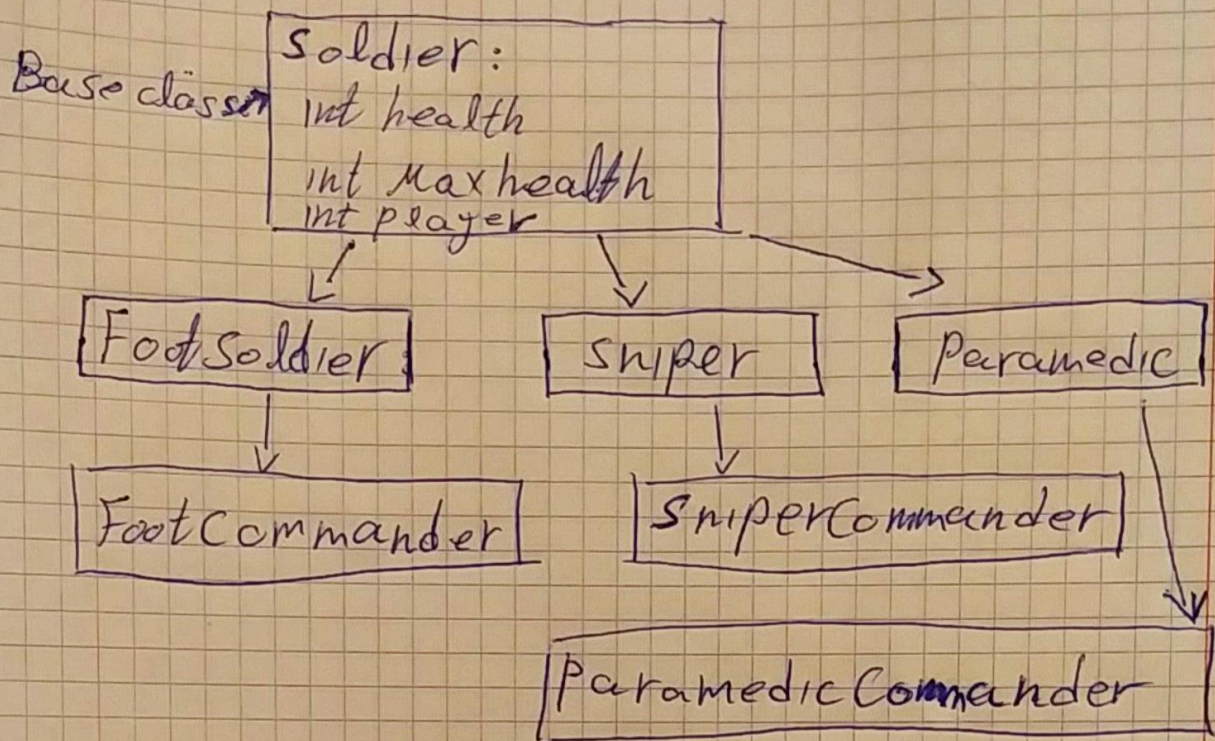 Soldier:
Base class
int health
int Maxhealth
int player
FootSoldier
Sniper
Paramedic
FootCommander
SniperCommander
ParamedicCommander